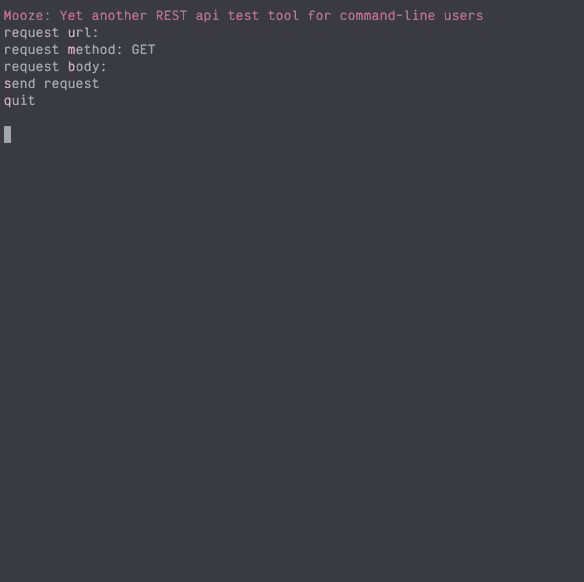 Mooze: Yet another REST api test tool for command-line users
request url:
request method: GET
request body:
send request
quit